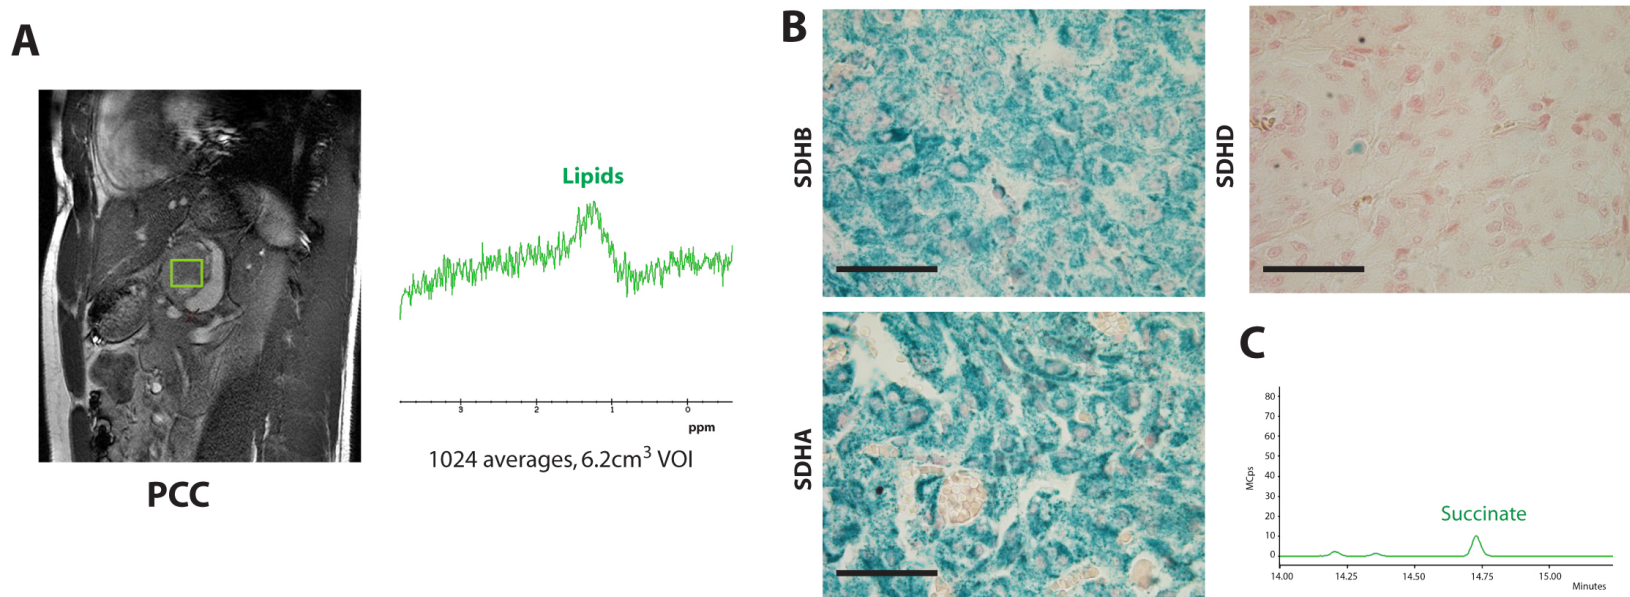 A
PCC
Lipids
3 2 1 0
ppm
1024 averages, 6.2cm³ VOI
B
SDHB
SDHD
SDHA
C
MCps
80
70
60
50
40
30
20
10
0
Succinate
14.00 14.25 14.50 14.75 15.00
Minutes